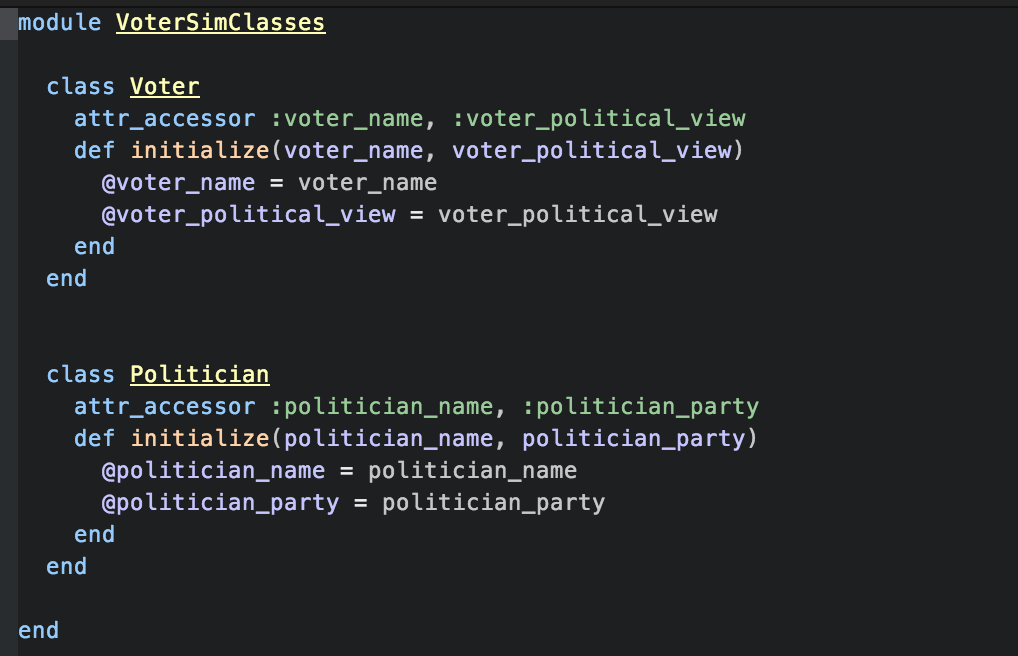 module VoterSimClasses
  class Voter
    attr_accessor :voter_name, :voter_political_view
    def initialize(voter_name, voter_political_view)
      @voter_name = voter_name
      @voter_political_view = voter_political_view
    end
  end
  class Politician
    attr_accessor :politician_name, :politician_party
    def initialize(politician_name, politician_party)
      @politician_name = politician_name
      @politician_party = politician_party
    end
  end
end